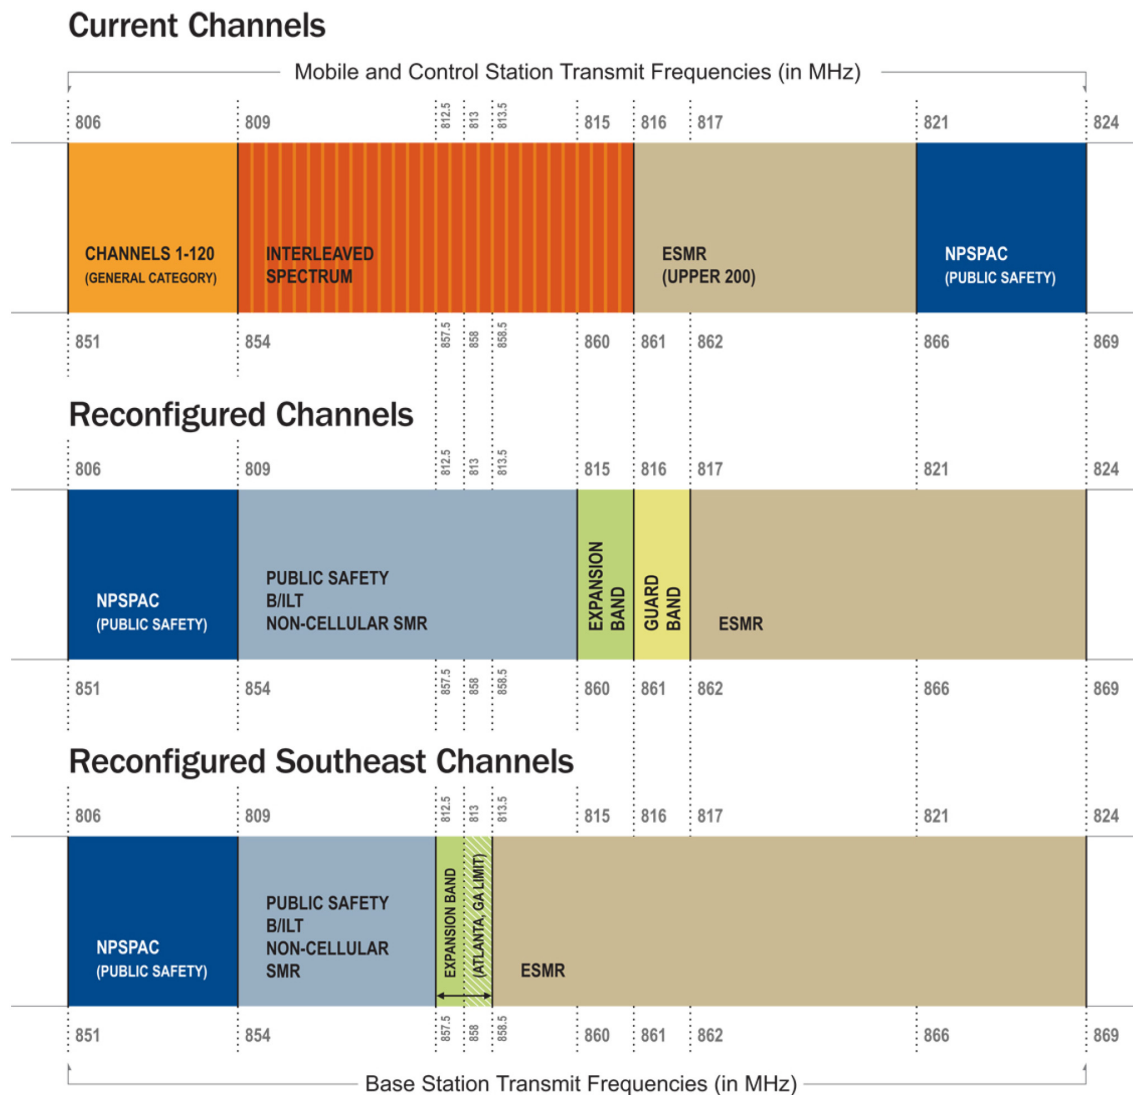 Current Channels
Mobile and Control Station Transmit Frequencies (in MHz)
806 809 812.5 813 813.5 815 816 817 821 824
CHANNELS 1-120
(GENERAL CATEGORY)
INTERLEAVED
SPECTRUM
ESMR
(UPPER 200)
NPSPAC
(PUBLIC SAFETY)
851 854 857.5 858 858.5 860 861 862 866 869
Reconfigured Channels
806 809 812.5 813 813.5 815 816 817 821 824
NPSPAC
(PUBLIC SAFETY)
PUBLIC SAFETY
B/ILT
NON-CELLULAR SMR
EXPANSION
BAND
GUARD
BAND
ESMR
851 854 857.5 858 858.5 860 861 862 866 869
Reconfigured Southeast Channels
806 809 812.5 813 813.5 815 816 817 821 824
NPSPAC
(PUBLIC SAFETY)
PUBLIC SAFETY
B/ILT
NON-CELLULAR
SMR
EXPANSION BAND
(ATLANTA, GA LIMIT)
ESMR
851 854 857.5 858 858.5 860 861 862 866 869
Base Station Transmit Frequencies (in MHz)